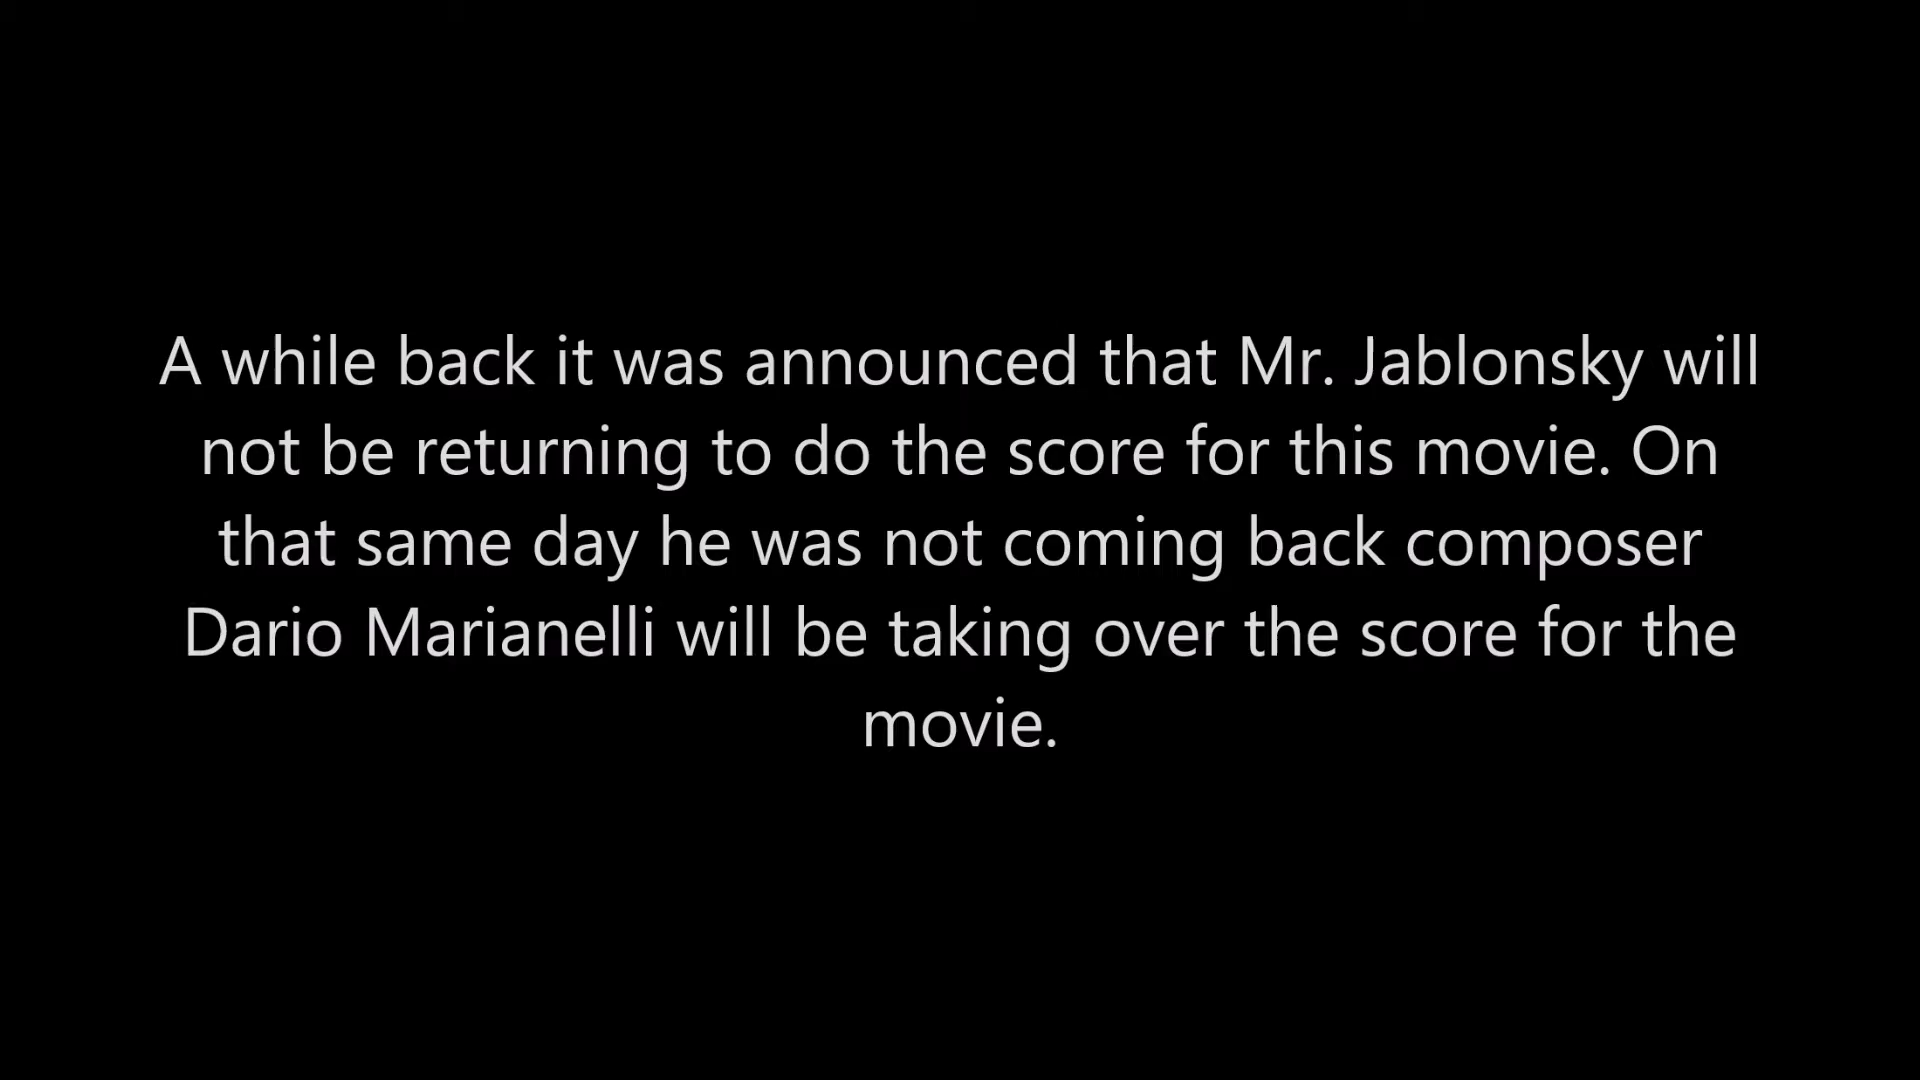 A while back it was announced that Mr. Jablonsky will
not be returning to do the score for this movie. On
that same day he was not coming back composer
Dario Marianelli will be taking over the score for the
movie.